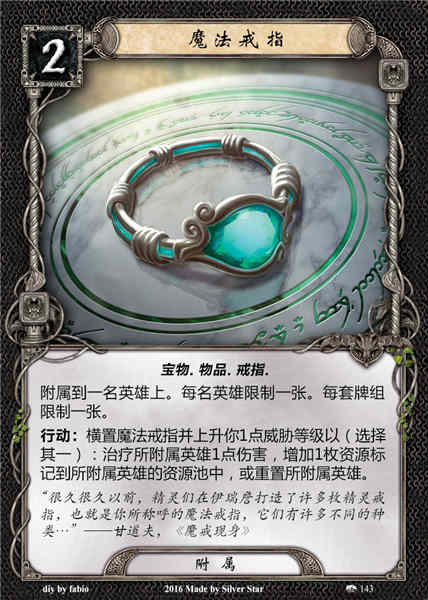 2
魔法戒指
宝物. 物品. 戒指.
附属到一名英雄上。每名英雄限制一张。每套牌组
限制一张。
行动：横置魔法戒指并上升你1点威胁等级以（选择
其一）：治疗所附属英雄1点伤害，增加1枚资源标
记到所附属英雄的资源池中，或重置所附属英雄。
“很久很久以前，精灵们在伊瑞詹打造了许多枚精灵戒
指，也就是你所称呼的魔法戒指，它们有许多不同的种
类…”——甘道夫，《魔戒现身》
附属
diy by fabio 2016 Made by Silver Star 143